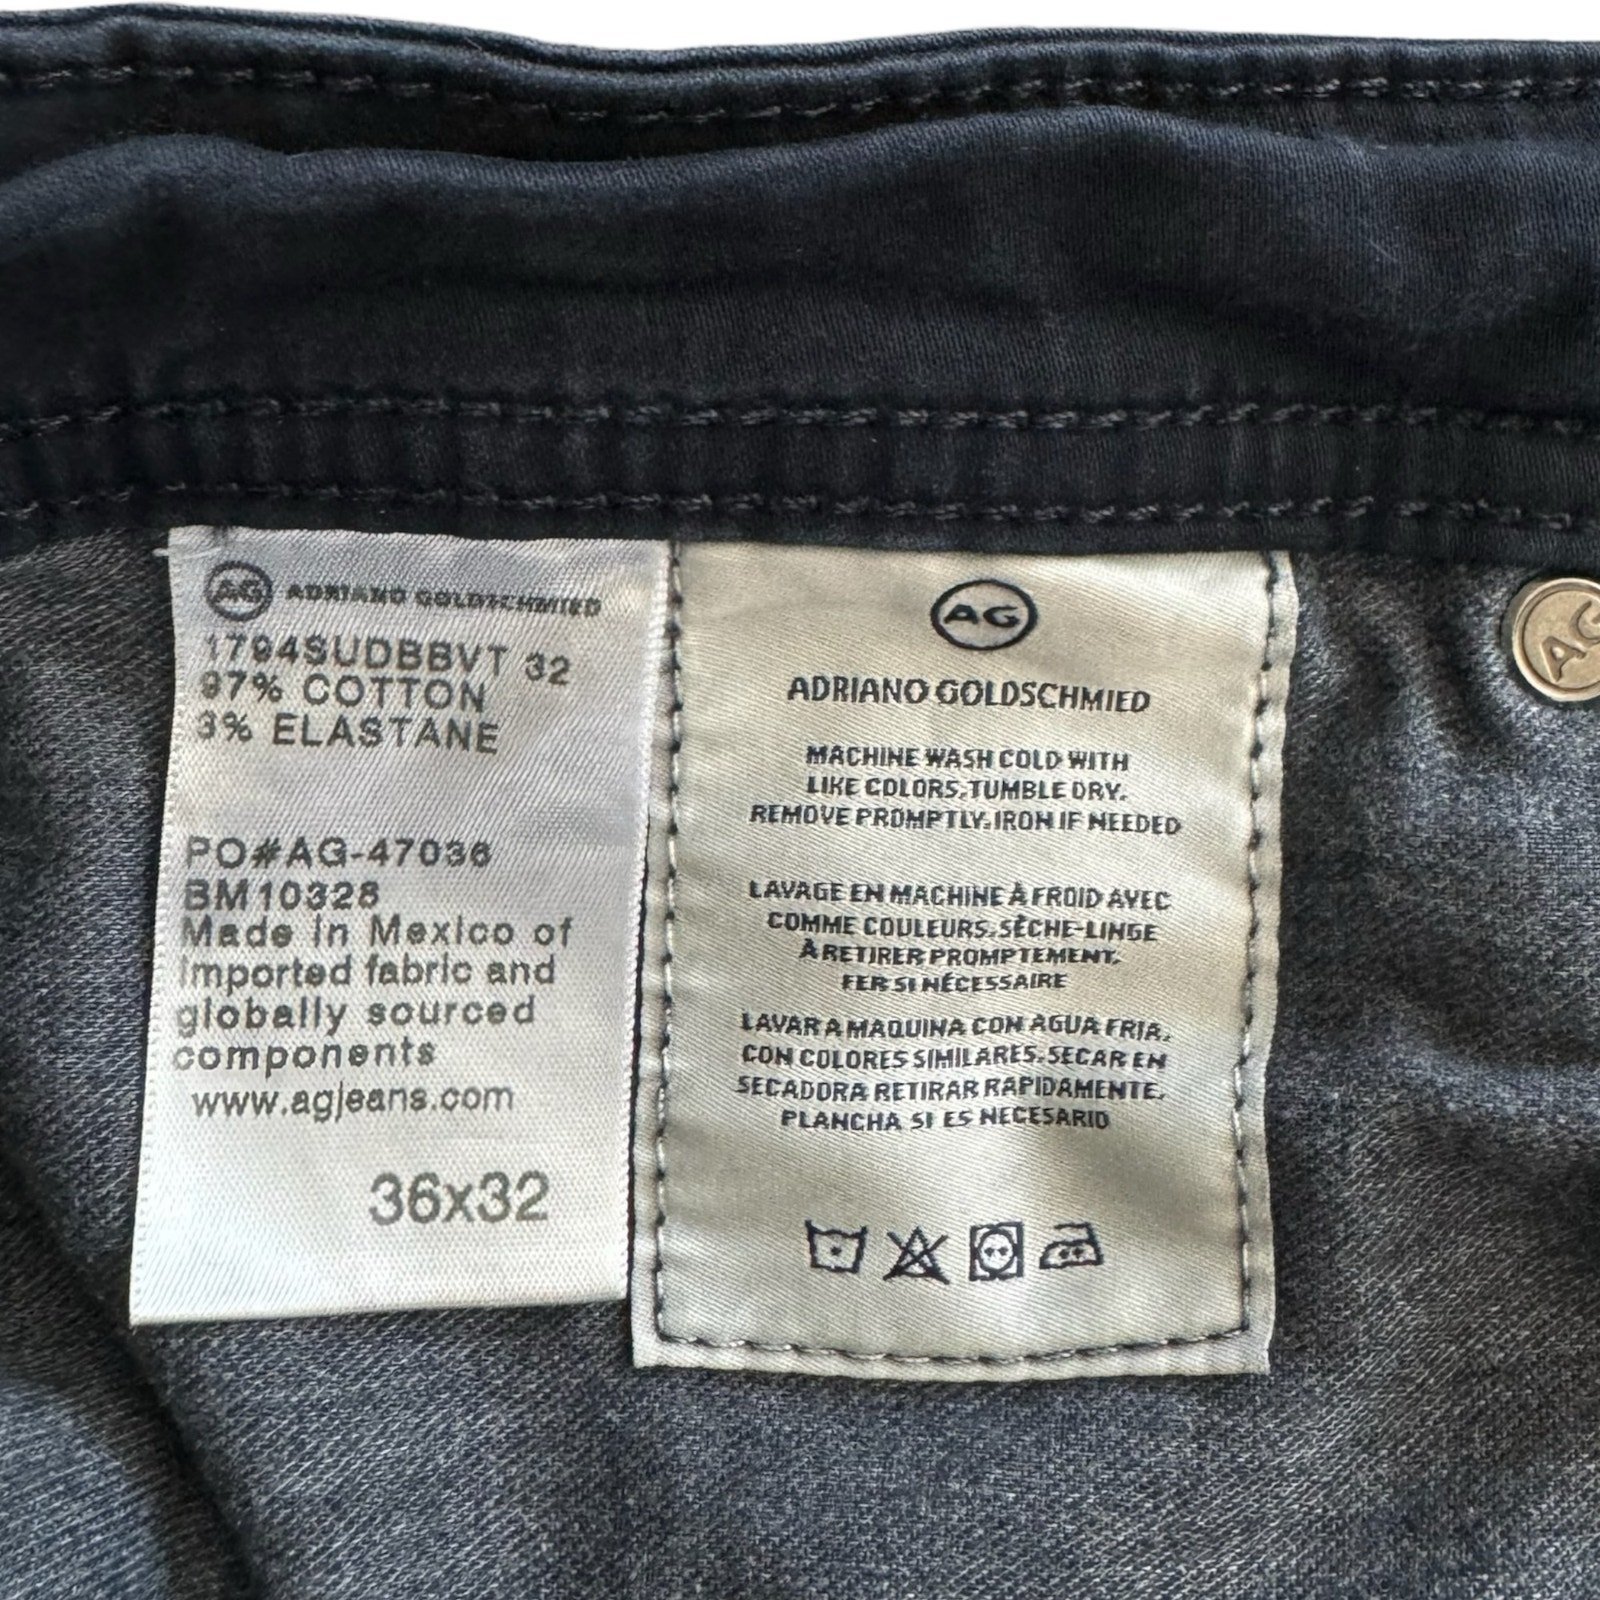 AG ADRIANO GOLDSCHMIED
1794SUDBBVT 32
97% COTTON
3% ELASTANE
PO#AG-47036
BM10328
Made in Mexico of
imported fabric and
globally sourced
components
www.agjeans.com
36x32
AG
ADRIANO GOLDSCHMIED
MACHINE WASH COLD WITH
LIKE COLORS.TUMBLE DRY.
REMOVE PROMPTLY.IRON IF NEEDED
LAVAGE EN MACHINE À FROID AVEC
COMME COULEURS.SÈCHE-LINGE
À RETIRER PROMPTEMENT.
FER SI NÉCESSAIRE
LAVAR A MAQUINA CON AGUA FRIA.
CON COLORES SIMILARES.SECAR EN
SECADORA RETIRAR RAPIDAMENTE.
PLANCHA SI ES NECESARIO
AG